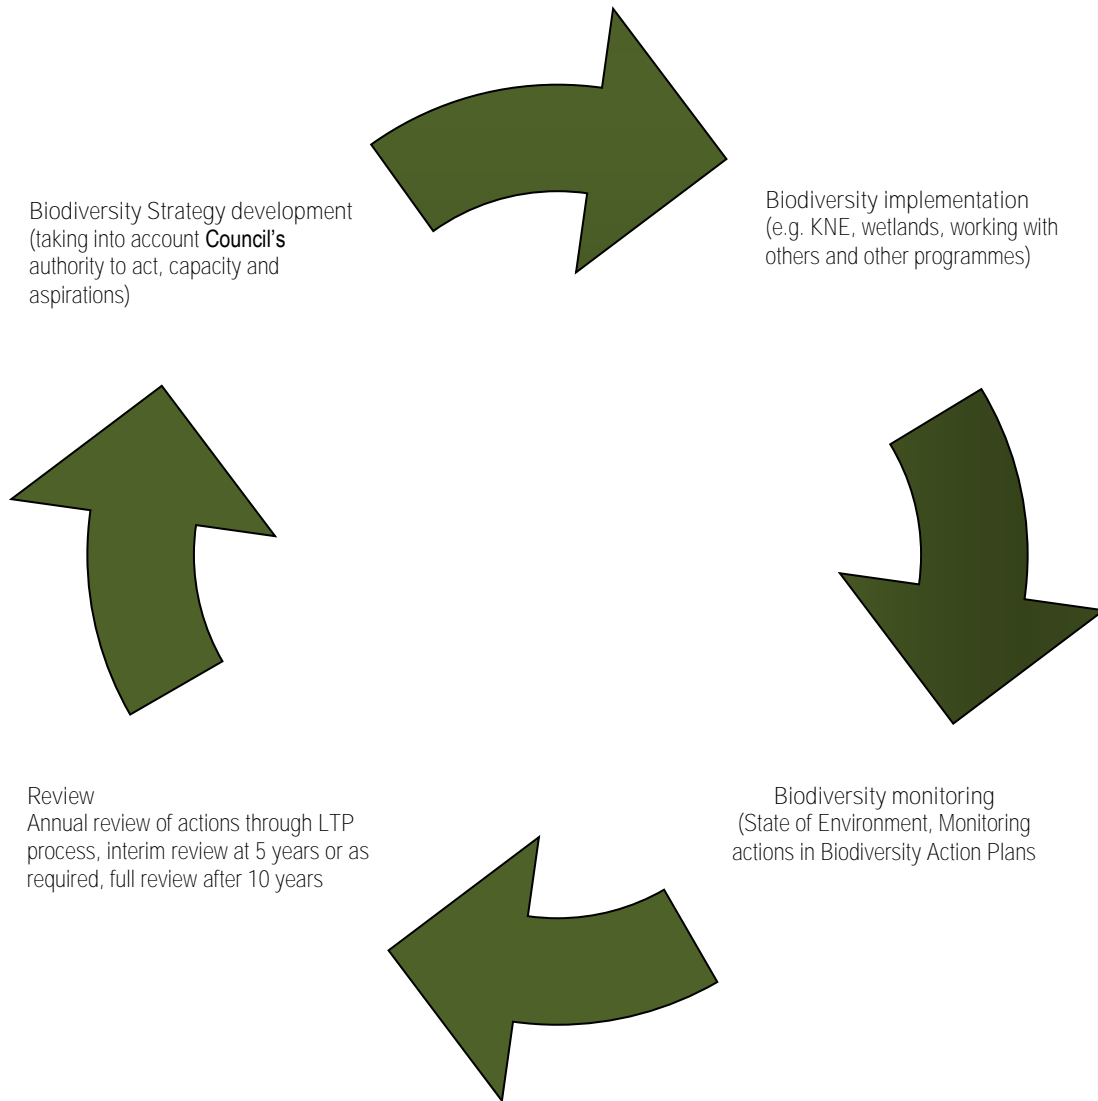 Biodiversity Strategy development
(taking into account Council's
authority to act, capacity and
aspirations)
Biodiversity implementation
(e.g. KNE, wetlands, working with
others and other programmes)
Biodiversity monitoring
(State of Environment, Monitoring
actions in Biodiversity Action Plans
Review
Annual review of actions through LTP
process, interim review at 5 years or as
required, full review after 10 years